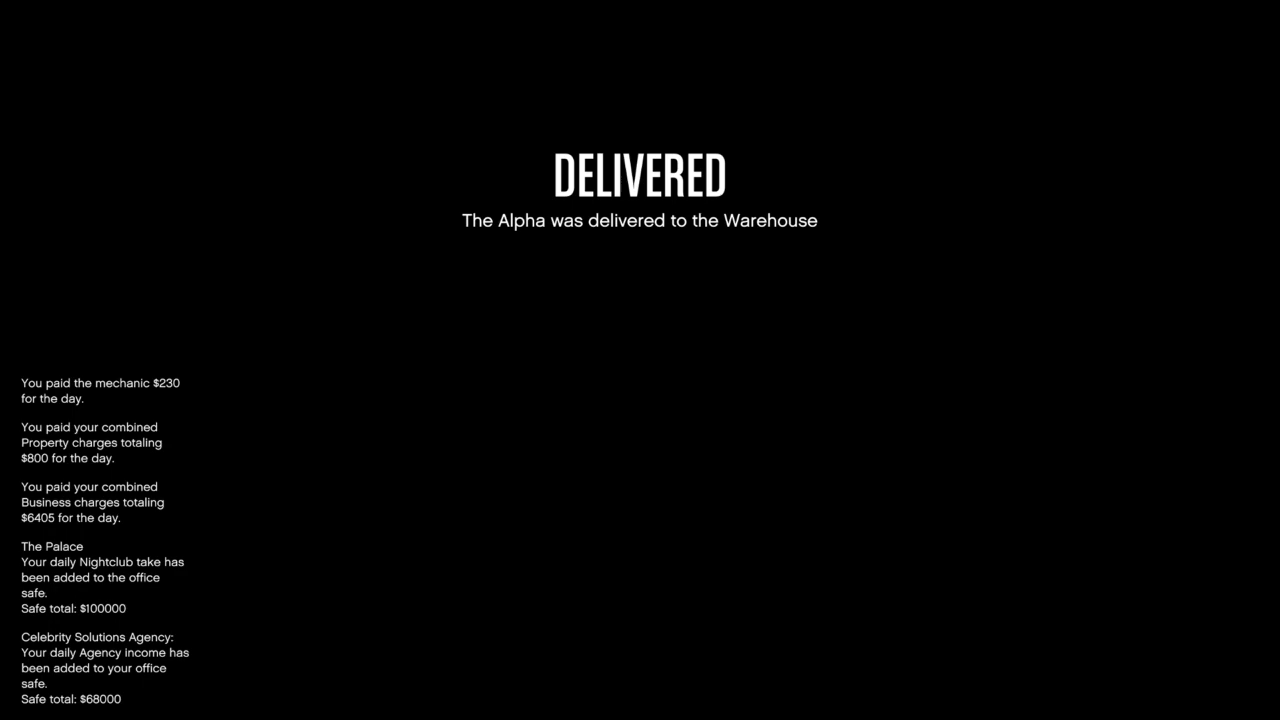 DELIVERED
The Alpha was delivered to the Warehouse
You paid the mechanic $230
for the day.
You paid your combined
Property charges totaling
$800 for the day.
You paid your combined
Business charges totaling
$6405 for the day.
The Palace
Your daily Nightclub take has
been added to the office
safe.
Safe total: $100000
Celebrity Solutions Agency:
Your daily Agency income has
been added to your office
safe.
Safe total: $68000